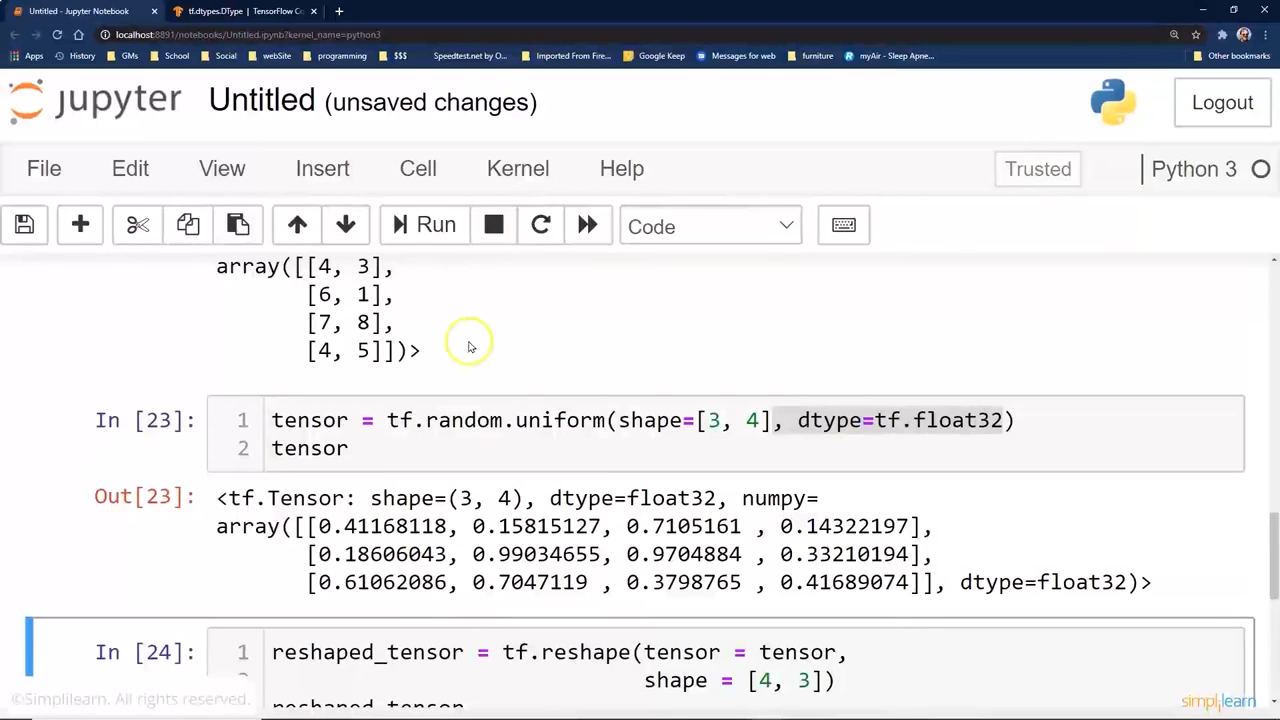 Untitled - Jupyter Notebook
tf.dtypes.DType | TensorFlow Co
localhost:8891/notebooks/Untitled.ipynb?kernel_name=python3
Apps History GMs School Social webSite programming $$$ Speedtest.net by O... Imported From Fire... Google Keep Messages for web furniture myAir - Sleep Apne... Other bookmarks
jupyter Untitled (unsaved changes) Logout
File Edit View Insert Cell Kernel Help Trusted Python 3
Run Code
array([[4, 3],
[6, 1],
[7, 8],
[4, 5]])>
In [23]: 1 tensor = tf.random.uniform(shape=[3, 4], dtype=tf.float32)
2 tensor
Out[23]: <tf.Tensor: shape=(3, 4), dtype=float32, numpy=
array([[0.41168118, 0.15815127, 0.7105161 , 0.14322197],
[0.18606043, 0.99034655, 0.9704884 , 0.33210194],
[0.61062086, 0.7047119 , 0.3798765 , 0.41689074]], dtype=float32)>
In [24]: 1 reshaped_tensor = tf.reshape(tensor = tensor,
2 shape = [4, 3])
reshaped_tensor
©Simplilearn. All rights reserved.
simplilearn